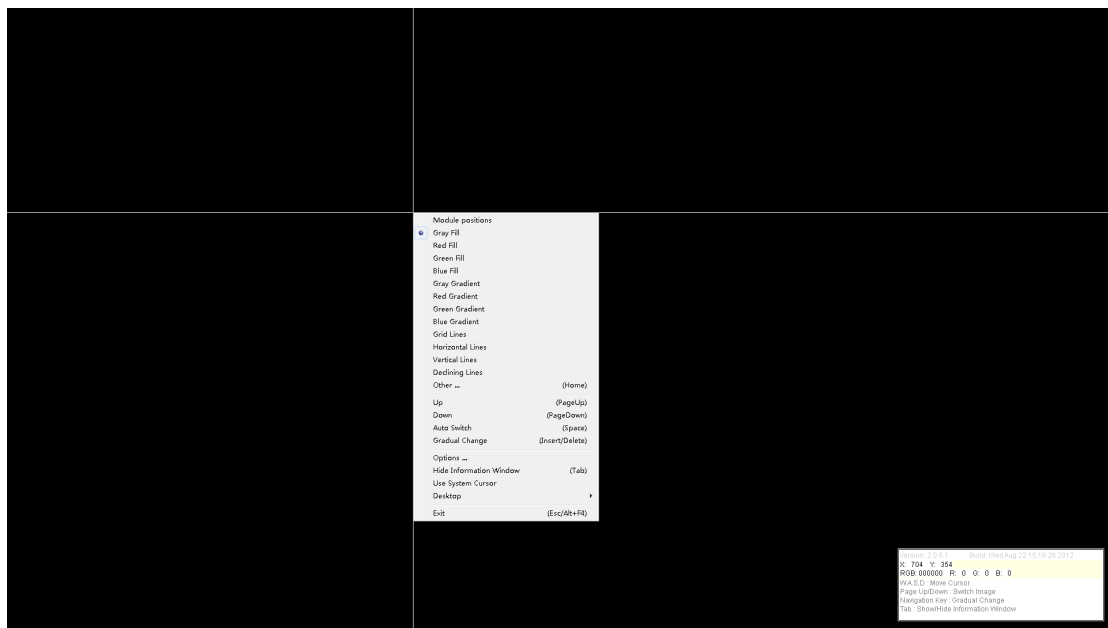 Module positions
Gray Fill
Red Fill
Green Fill
Blue Fill
Gray Gradient
Red Gradient
Green Gradient
Blue Gradient
Grid Lines
Horizontal Lines
Vertical Lines
Declining Lines
Other ... (Home)
Up (PageUp)
Down (PageDown)
Auto Switch (Space)
Gradual Change (Insert/Delete)
Options ...
Hide Information Window (Tab)
Use System Cursor
Desktop
Exit (Esc/Alt+F4)
Version: 2.0.0.1 Build: Wed Aug 22 15:16:29 2012
X: 704 Y: 354
RGB: 000000 R: 0 G: 0 B: 0
W.A.S.D : Move Cursor
Page Up/Down : Switch Image
Navigation Key : Gradual Change
Tab : Show/Hide Information Window